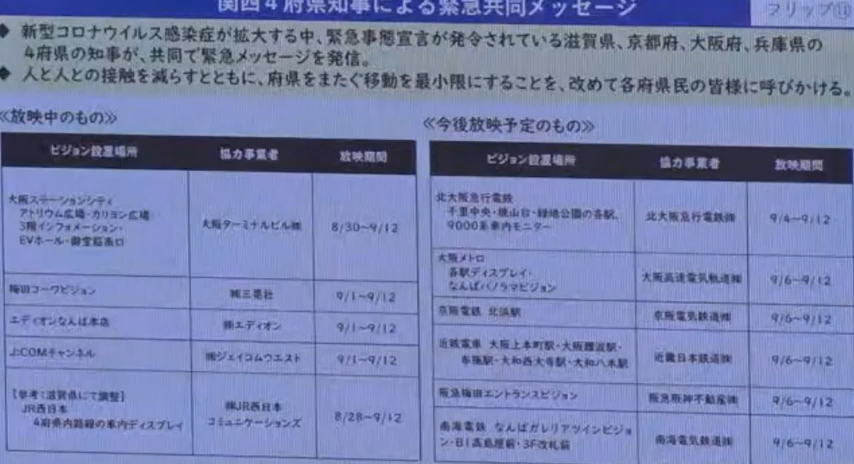 関西4府県知事による緊急共同メッセージ
フリップ⑪
◆ 新型コロナウイルス感染症が拡大する中、緊急事態宣言が発令されている滋賀県、京都府、大阪府、兵庫県の
4府県の知事が、共同で緊急メッセージを発信。
◆ 人と人との接触を減らすとともに、府県をまたぐ移動を最小限にすることを、改めて各府県民の皆様に呼びかける。
≪放映中のもの≫
ビジョン設置場所 協力事業者 放映期間
大阪ステーションシティ
アトリウム広場・カリヨン広場・
3階インフォメーション・
EVホール・御堂筋南口
大阪ターミナルビル㈱ 8/30~9/12
梅田コーワビジョン ㈱三晃社 9/1~9/12
エディオンなんば本店 ㈱エディオン 9/1~9/12
J:COMチャンネル ㈱ジェイコムウエスト 9/1~9/12
【参考:滋賀県にて調整】
JR西日本
4府県内路線の車内ディスプレイ
㈱JR西日本
コミュニケーションズ
8/28~9/12
≪今後放映予定のもの≫
ビジョン設置場所 協力事業者 放映期間
北大阪急行電鉄
千里中央・桃山台・緑地公園の各駅、
9000系車内モニター
北大阪急行電鉄㈱ 9/4~9/12
大阪メトロ
各駅ディスプレイ・
なんばパノラマビジョン
大阪高速電気軌道㈱ 9/6~9/12
京阪電鉄 北浜駅 京阪電気鉄道㈱ 9/6~9/12
近鉄電車 大阪上本町駅・大阪難波駅・
布施駅・大和西大寺駅・大和八木駅
近畿日本鉄道㈱ 9/6~9/12
阪急梅田エントランスビジョン 阪急阪神不動産㈱ 9/6~9/12
南海電鉄 なんばガレリアツインビジョ
ン・B1高島屋前・3F改札前
南海電気鉄道㈱ 9/6~9/12